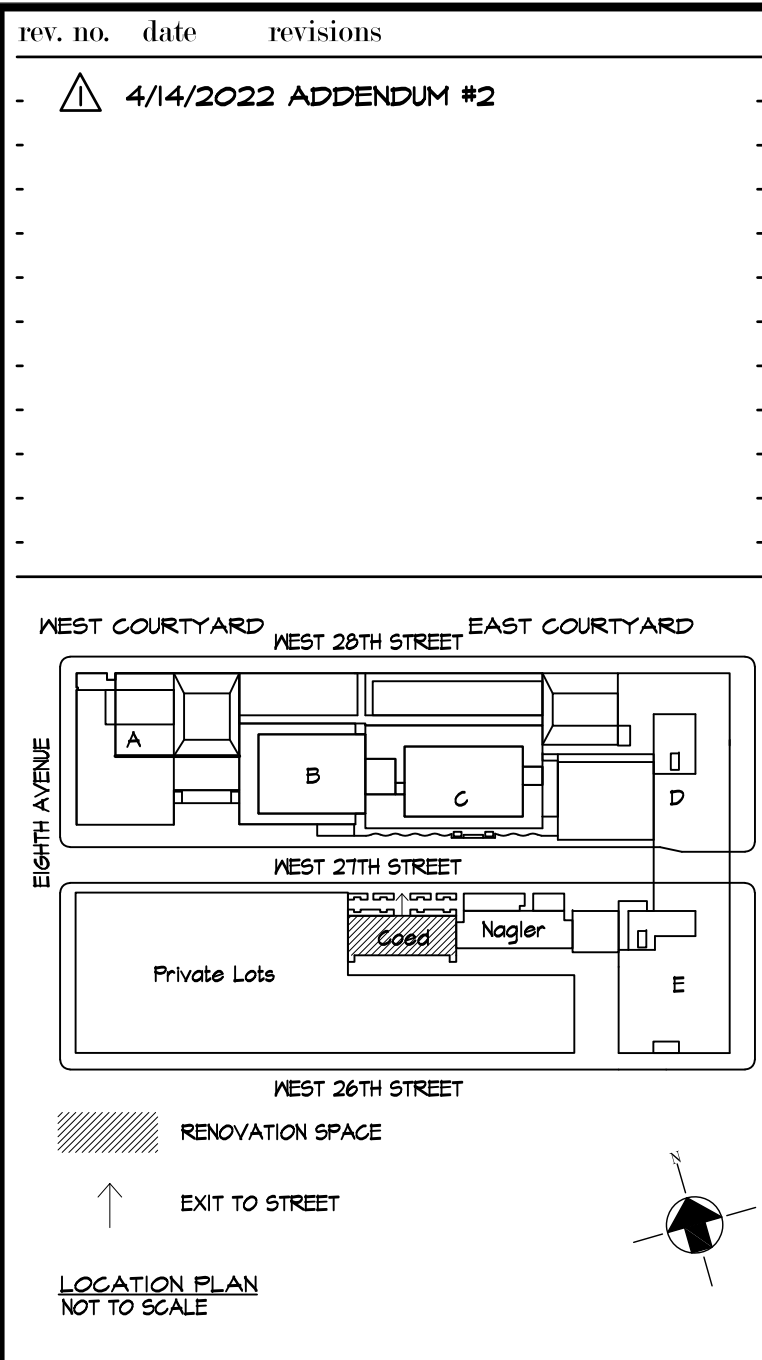 rev. no. date revisions
1 4/14/2022 ADDENDUM #2
WEST COURTYARD EAST COURTYARD
WEST 28TH STREET
EIGHTH AVENUE
A
B
C
D
WEST 27TH STREET
Coed
Nagler
Private Lots
E
WEST 26TH STREET
RENOVATION SPACE
N
EXIT TO STREET
LOCATION PLAN
NOT TO SCALE